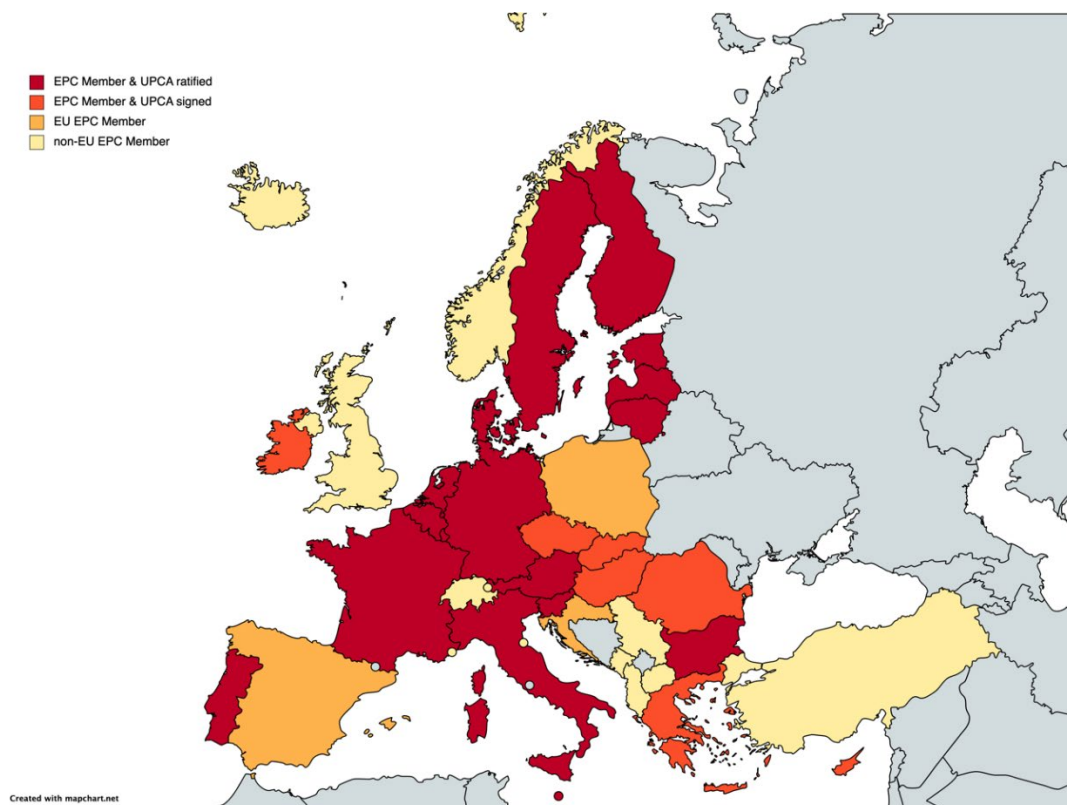 EPC Member & UPCA ratified
EPC Member & UPCA signed
EU EPC Member
non-EU EPC Member
Created with mapchart.net